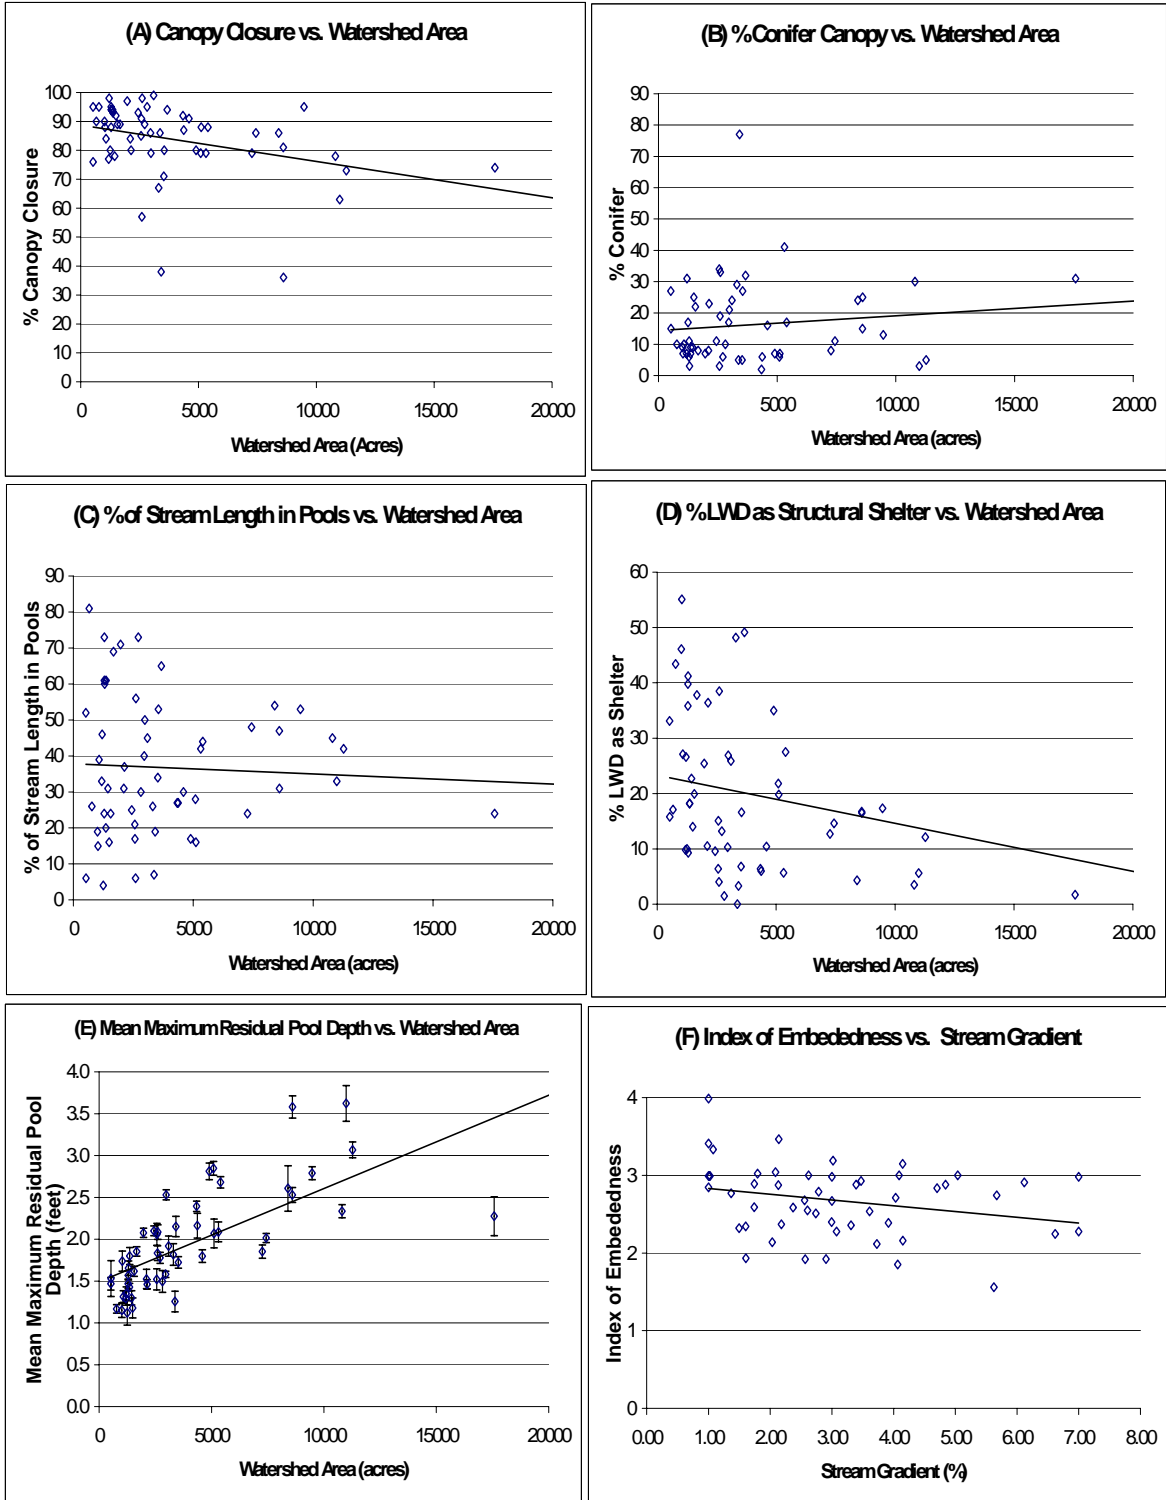 (A) Canopy Closure vs. Watershed Area
100
90
80
70
60
50
40
30
20
10
0
% Canopy Closure
0 5000 10000 15000 20000
Watershed Area (Acres)
(B) % Conifer Canopy vs. Watershed Area
90
80
70
60
50
40
30
20
10
0
% Conifer
0 5000 10000 15000 20000
Watershed Area (acres)
(C) % of Stream Length in Pools vs. Watershed Area
90
80
70
60
50
40
30
20
10
0
% of Stream Length in Pools
0 5000 10000 15000 20000
Watershed Area (acres)
(D) % LWD as Structural Shelter vs. Watershed Area
60
50
40
30
20
10
0
% LWD as Shelter
0 5000 10000 15000 20000
Watershed Area (acres)
(E) Mean Maximum Residual Pool Depth vs. Watershed Area
4.0
3.5
3.0
2.5
2.0
1.5
1.0
0.5
0.0
Mean Maximum Residual Pool
Depth (feet)
0 5000 10000 15000 20000
Watershed Area (acres)
(F) Index of Embededness vs. Stream Gradient
4
3
2
1
0
Index of Embededness
0.00 1.00 2.00 3.00 4.00 5.00 6.00 7.00 8.00
Stream Gradient (%)